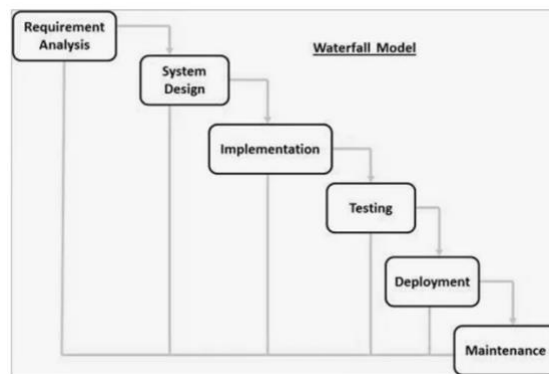 Requirement
Analysis
Waterfall Model
System
Design
Implementation
Testing
Deployment
Maintenance